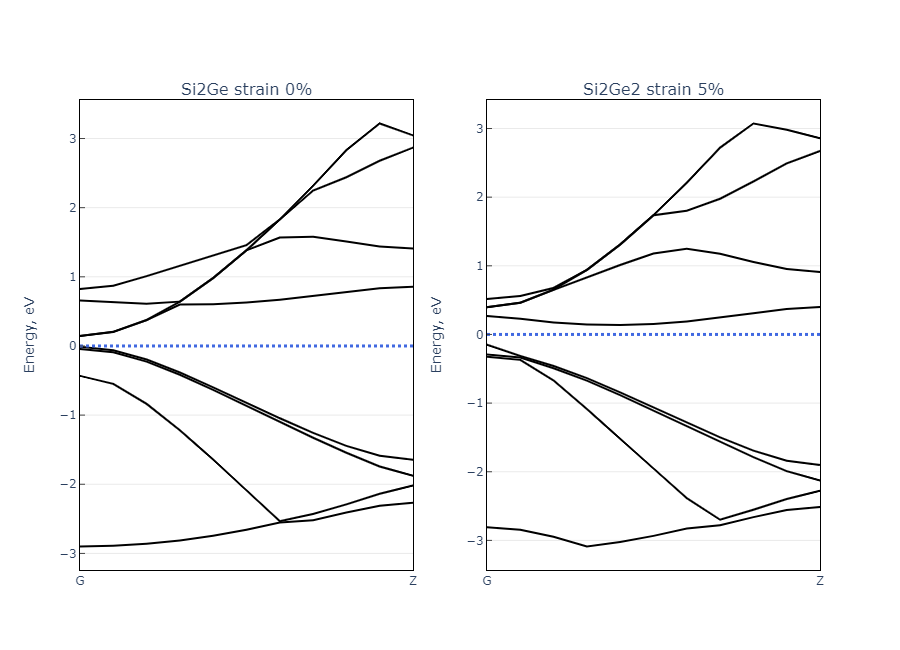 Si2Ge strain 0%
Si2Ge2 strain 5%
Energy, eV
3
2
1
0
−1
−2
−3
G
Z
Energy, eV
3
2
1
0
−1
−2
−3
G
Z